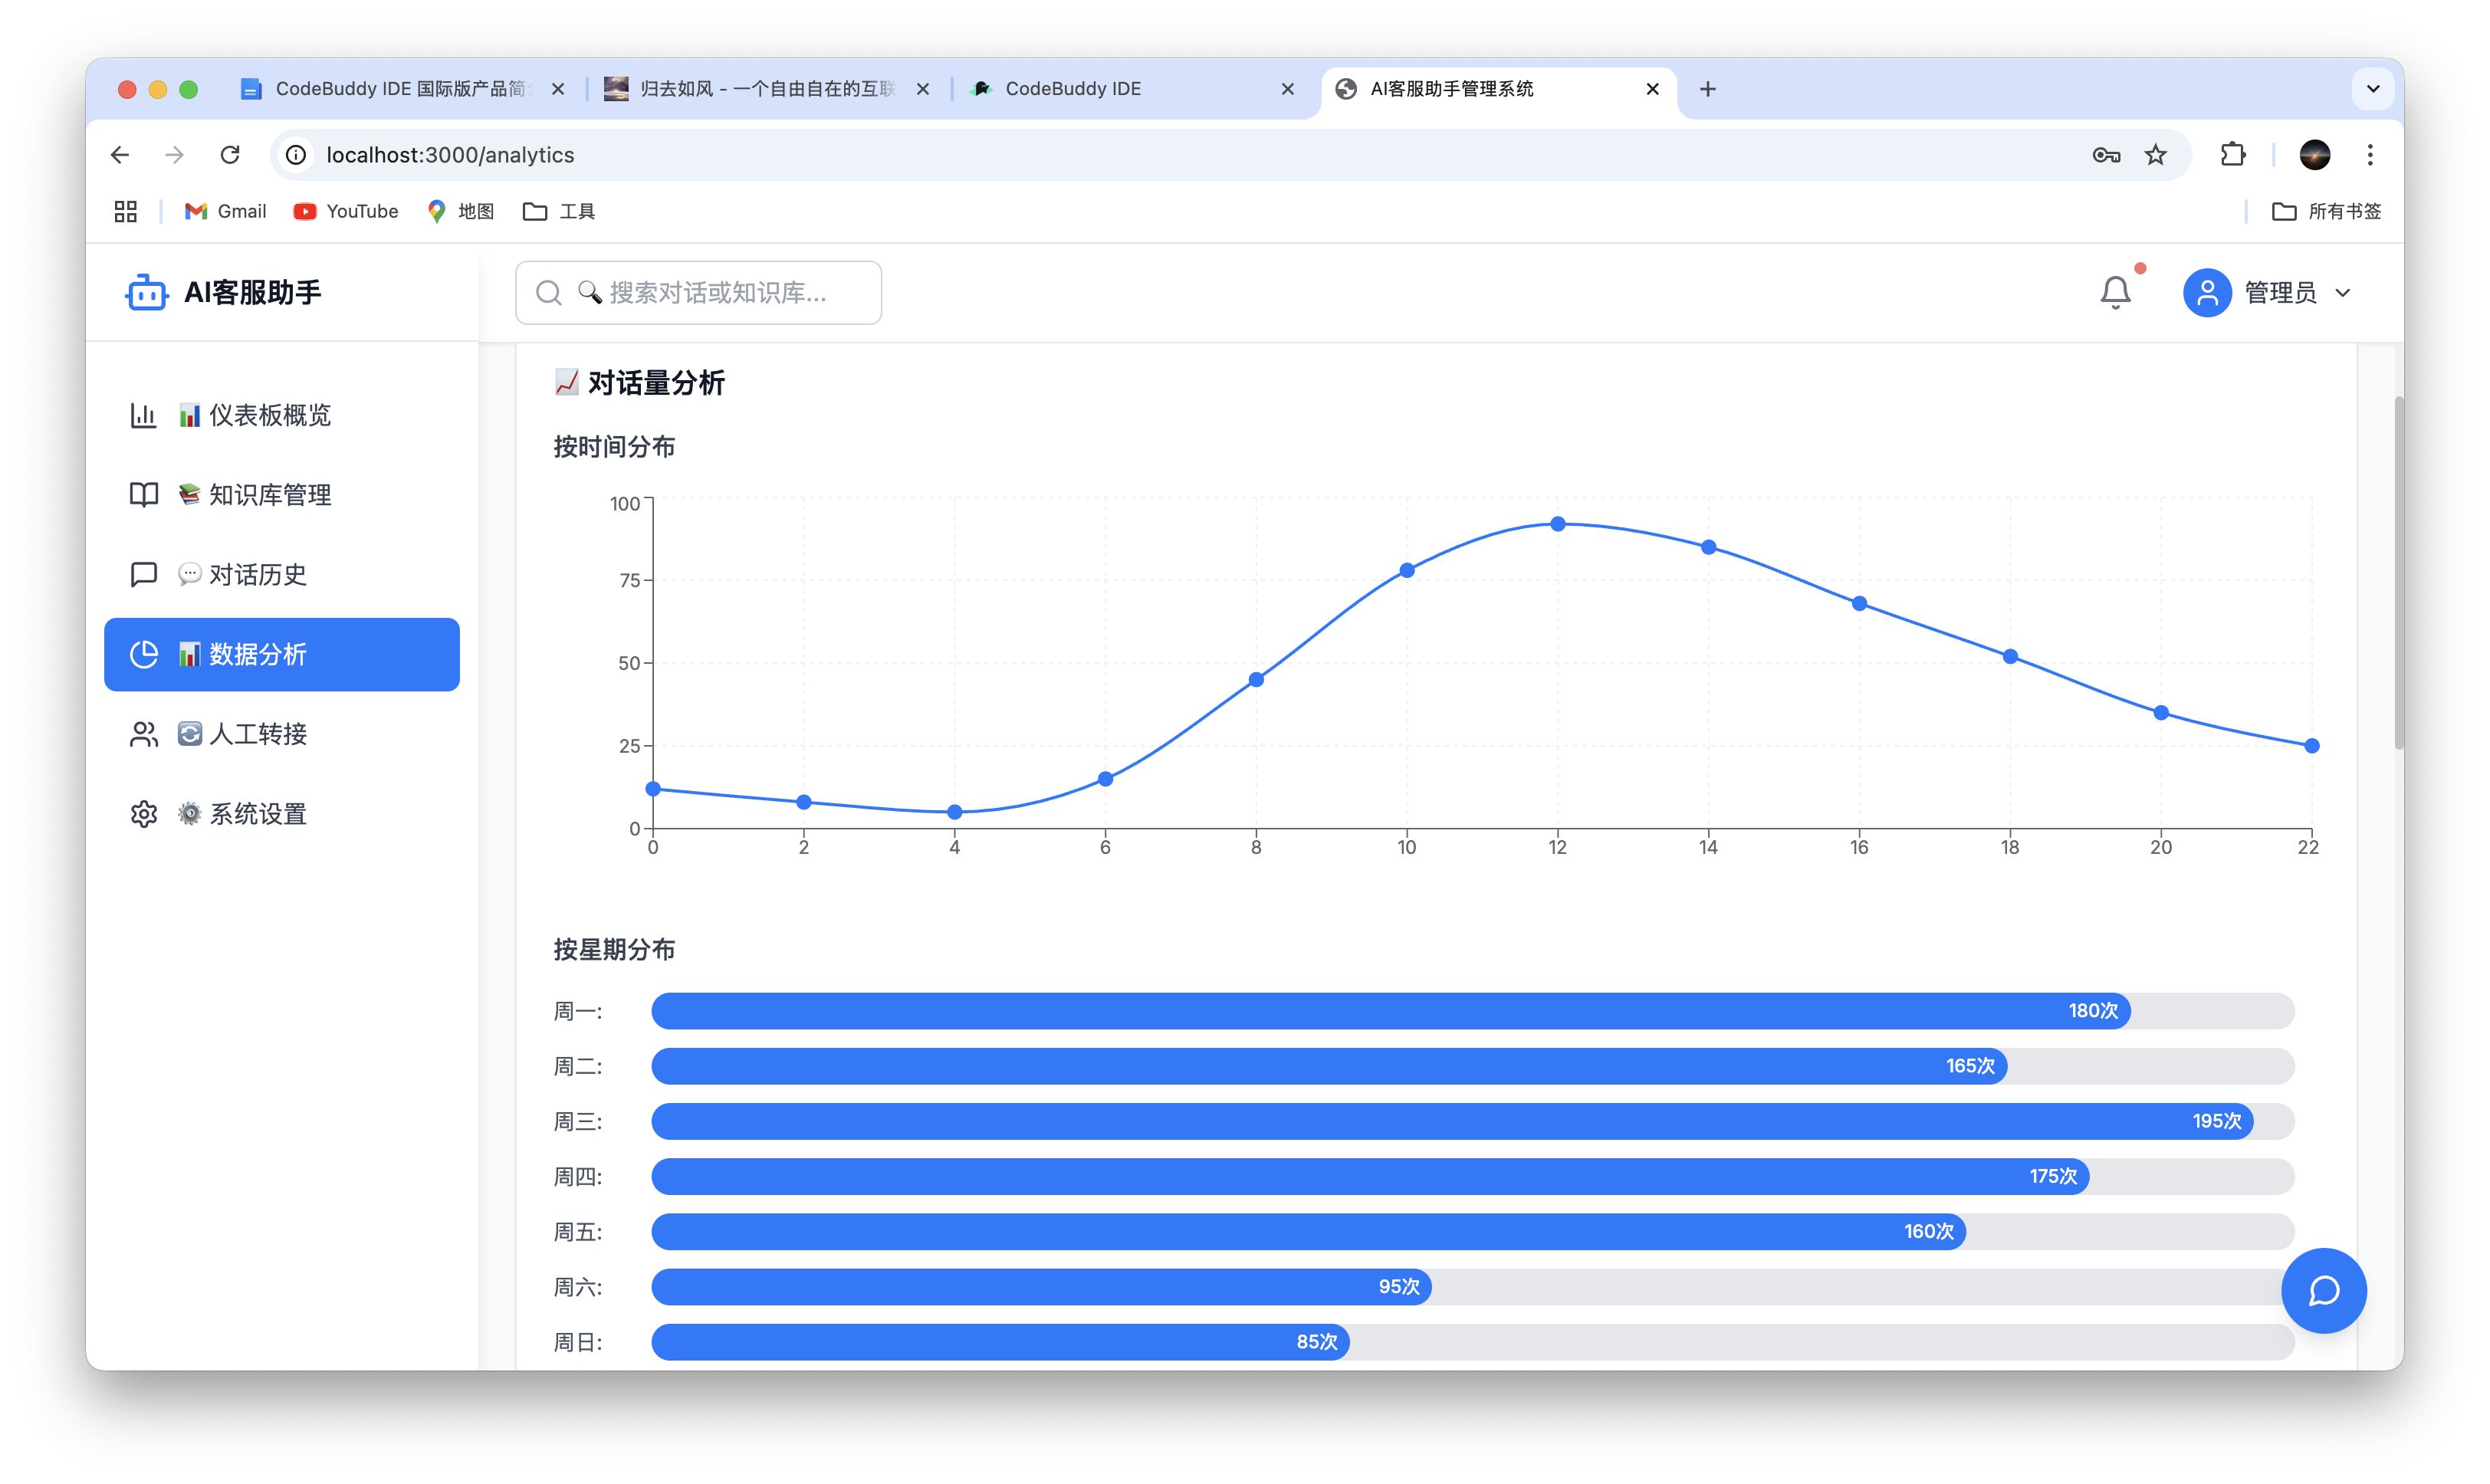 CodeBuddy IDE 国际版产品简
归去如风 - 一个自由自在的互联
CodeBuddy IDE
AI客服助手管理系统
localhost:3000/analytics
Gmail
YouTube
地图
工具
所有书签
AI客服助手
🔍 搜索对话或知识库...
管理员
📊 仪表板概览
📚 知识库管理
💬 对话历史
📊 数据分析
🔄 人工转接
⚙️ 系统设置
📈 对话量分析
按时间分布
100
75
50
25
0
0 2 4 6 8 10 12 14 16 18 20 22
按星期分布
周一: 180次
周二: 165次
周三: 195次
周四: 175次
周五: 160次
周六: 95次
周日: 85次